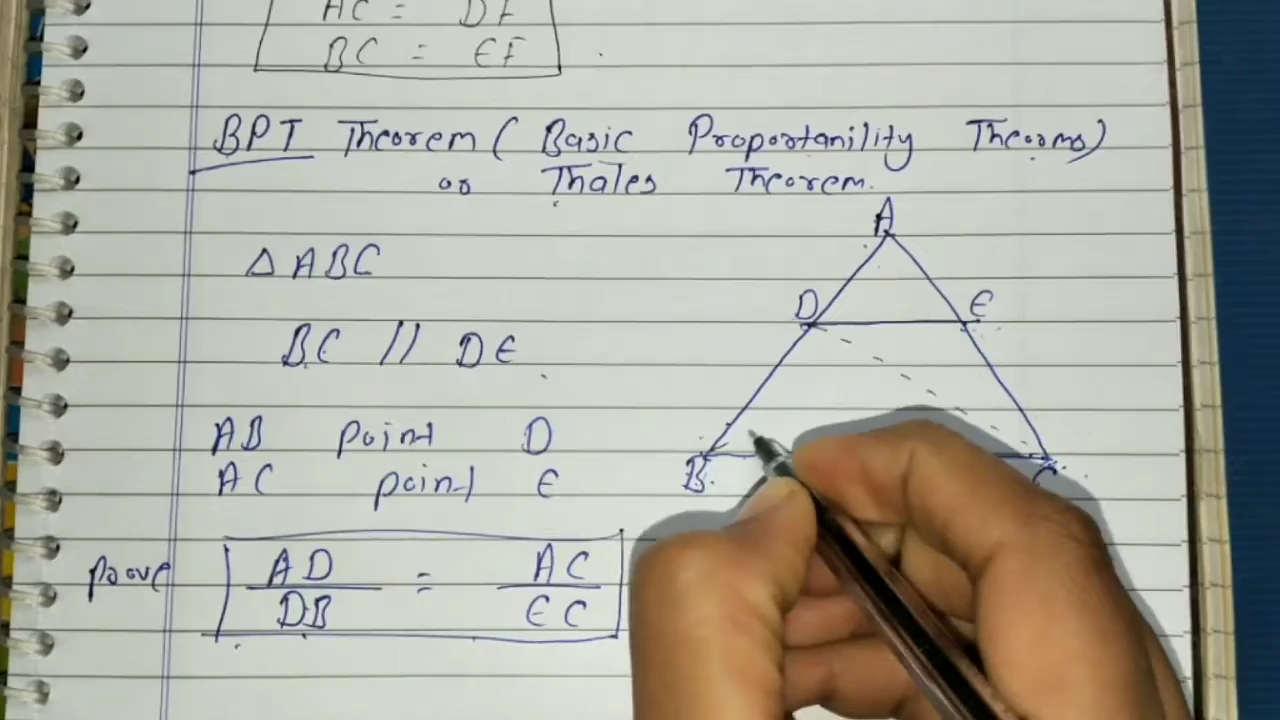 AC = DF
BC = EF
BPT Theorem ( Basic Proportanility Theorms)
or Thales Theorem.
A
△ ABC
D E
BC // DE
AB point D
AC point E
B C
Prove AD/DB = AC/EC